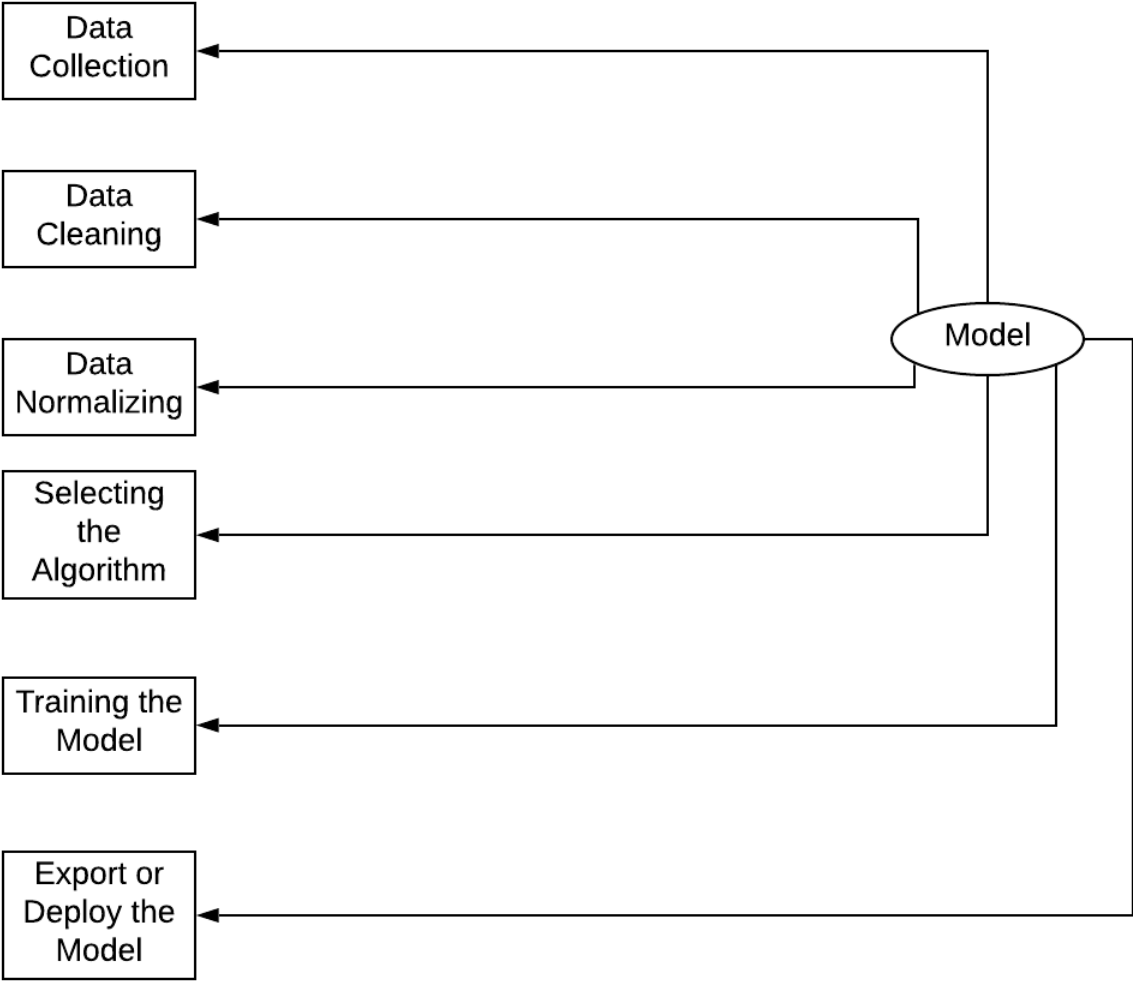 Data
Collection
Data
Cleaning
Model
Data
Normalizing
Selecting
the
Algorithm
Training the
Model
Export or
Deploy the
Model